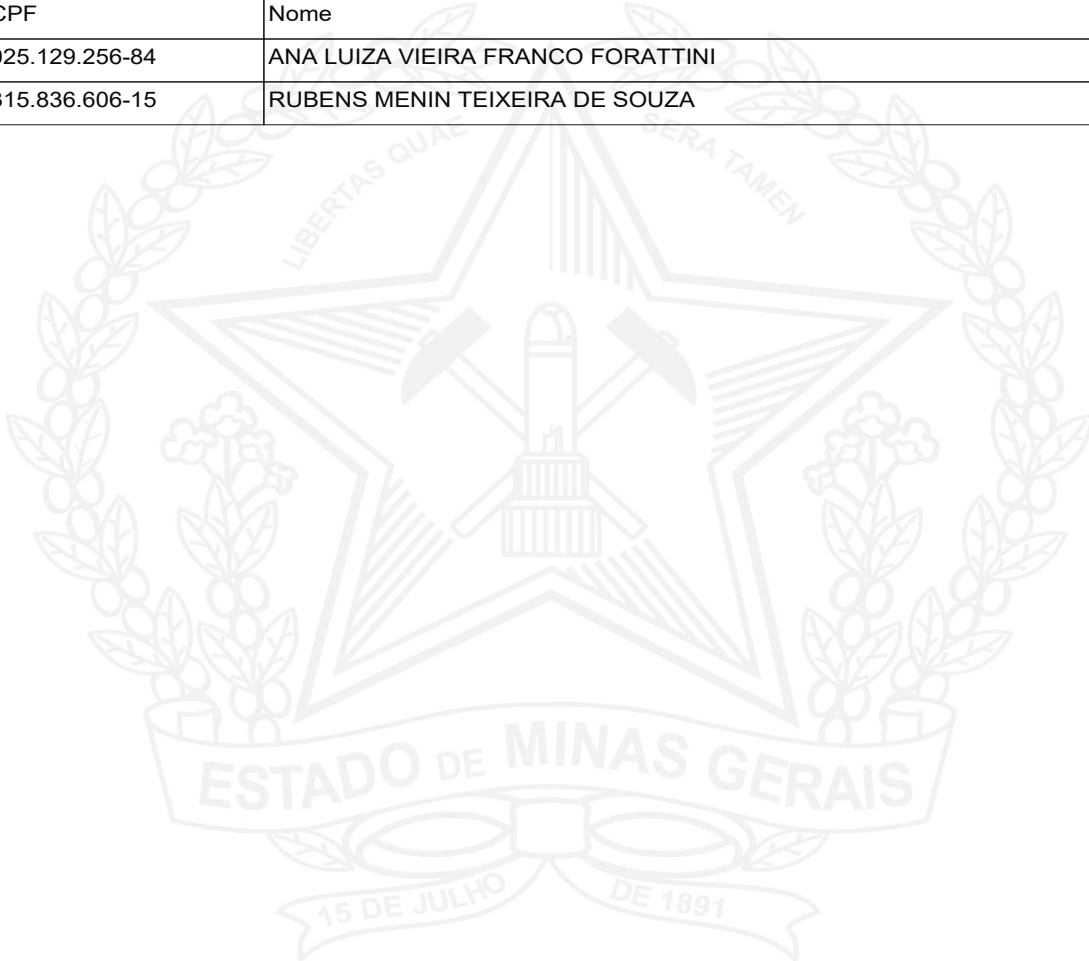 CPF Nome
025.129.256-84 ANA LUIZA VIEIRA FRANCO FORATTINI
315.836.606-15 RUBENS MENIN TEIXEIRA DE SOUZA
LIBERTAS QUAE SERA TAMEN
ESTADO DE MINAS GERAIS
15 DE JULHO DE 1891